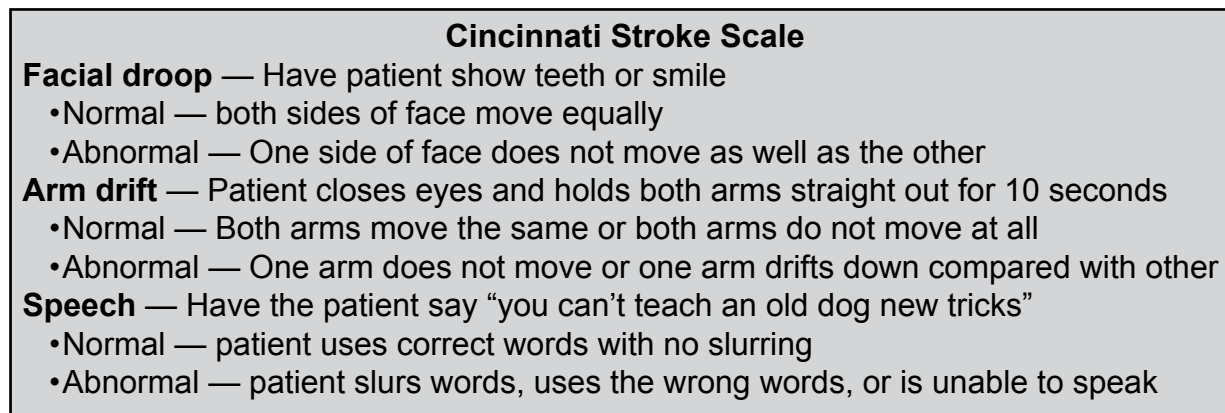 Cincinnati Stroke Scale
Facial droop — Have patient show teeth or smile
•Normal — both sides of face move equally
•Abnormal — One side of face does not move as well as the other
Arm drift — Patient closes eyes and holds both arms straight out for 10 seconds
•Normal — Both arms move the same or both arms do not move at all
•Abnormal — One arm does not move or one arm drifts down compared with other
Speech — Have the patient say “you can’t teach an old dog new tricks”
•Normal — patient uses correct words with no slurring
•Abnormal — patient slurs words, uses the wrong words, or is unable to speak